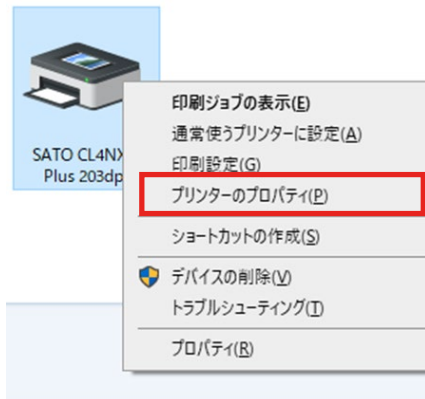 SATO CL4NX
Plus 203dp
印刷ジョブの表示(E)
通常使うプリンターに設定(A)
印刷設定(G)
プリンターのプロパティ(P)
ショートカットの作成(S)
デバイスの削除(V)
トラブルシューティング(T)
プロパティ(R)